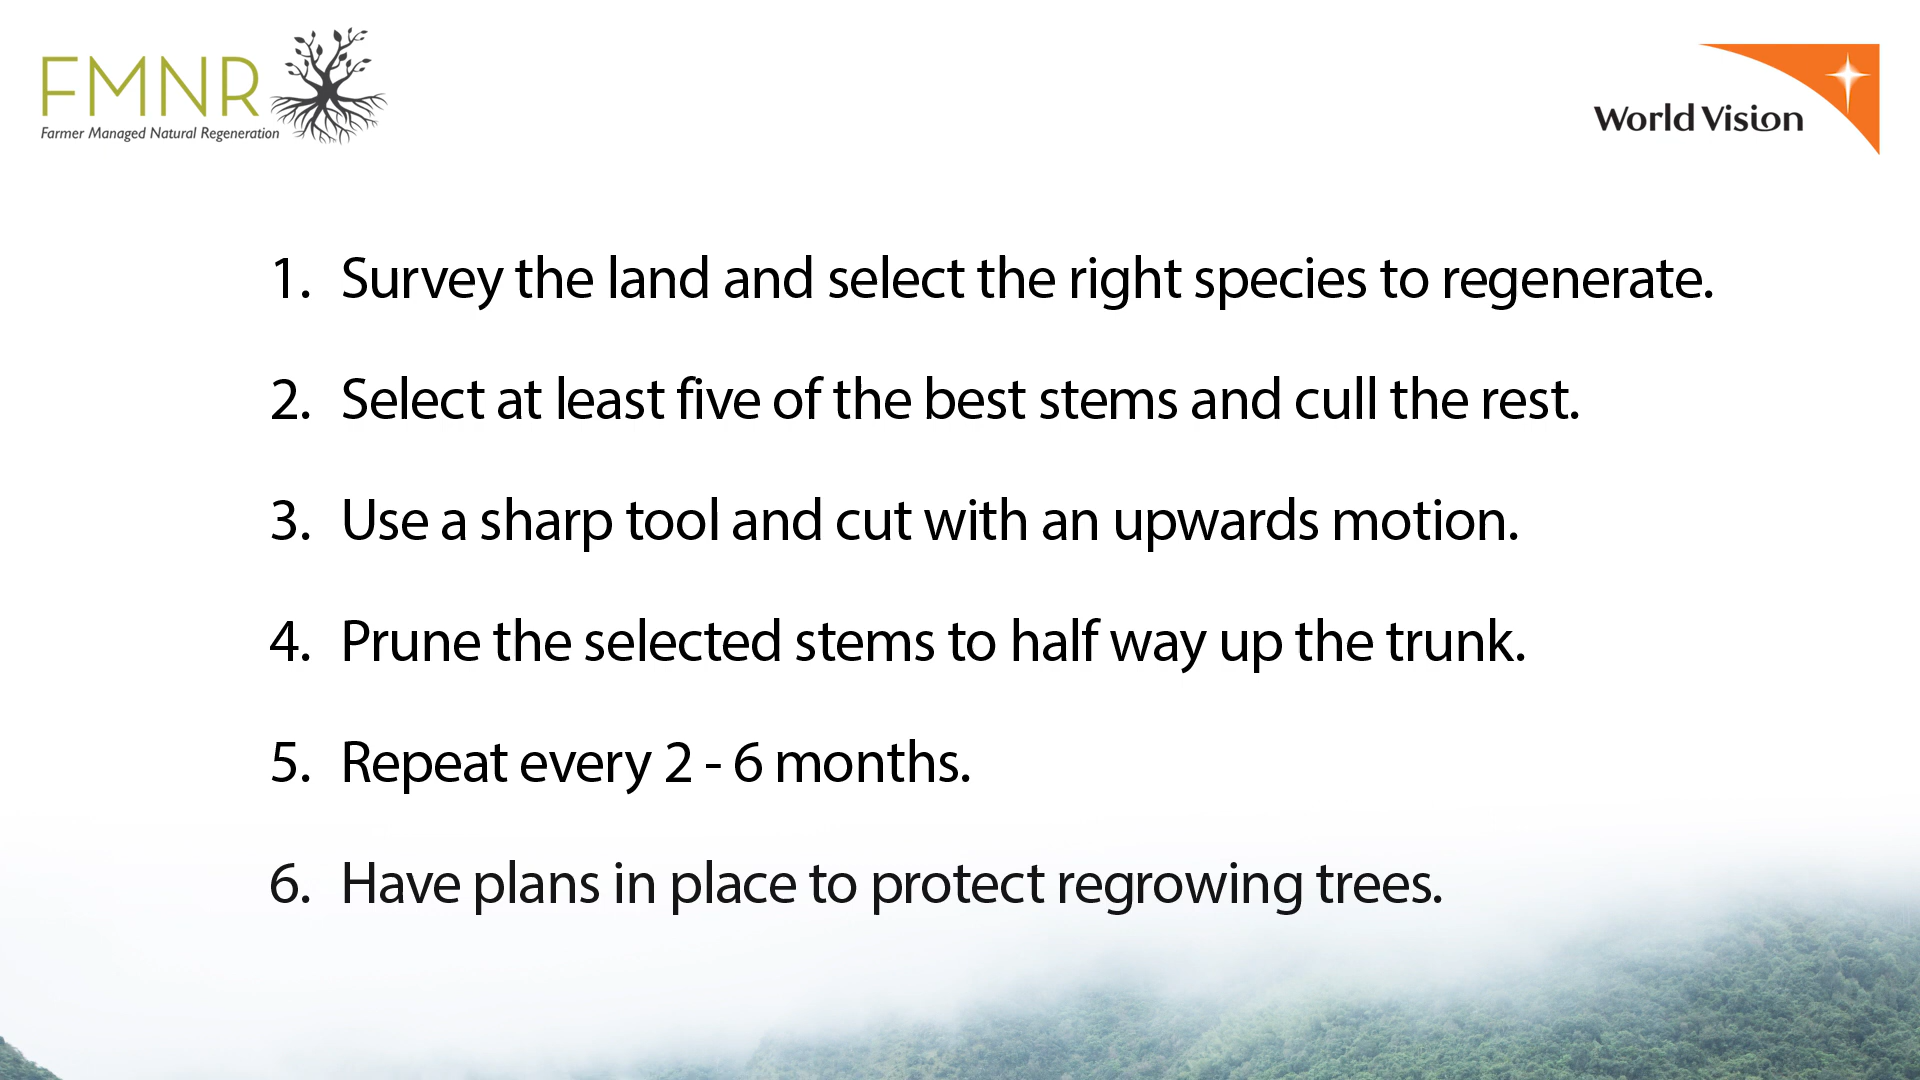 FMNR
Farmer Managed Natural Regeneration
World Vision
1. Survey the land and select the right species to regenerate.
2. Select at least five of the best stems and cull the rest.
3. Use a sharp tool and cut with an upwards motion.
4. Prune the selected stems to half way up the trunk.
5. Repeat every 2 - 6 months.
6. Have plans in place to protect regrowing trees.